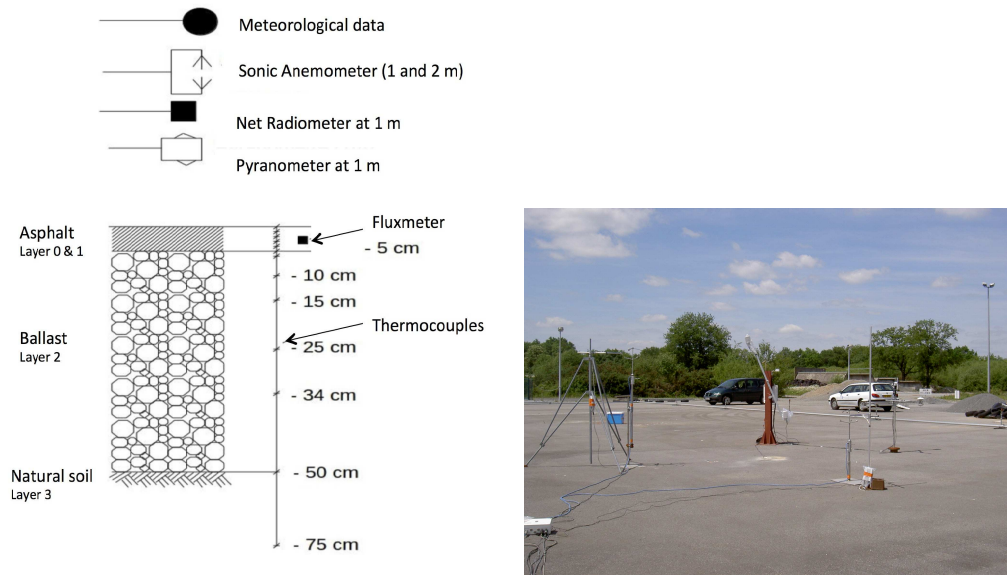 Meteorological data
Sonic Anemometer (1 and 2 m)
Net Radiometer at 1 m
Pyranometer at 1 m
Asphalt
Layer 0 & 1
Fluxmeter
- 5 cm
- 10 cm
- 15 cm
Thermocouples
Ballast
Layer 2
- 25 cm
- 34 cm
Natural soil
Layer 3
- 50 cm
- 75 cm